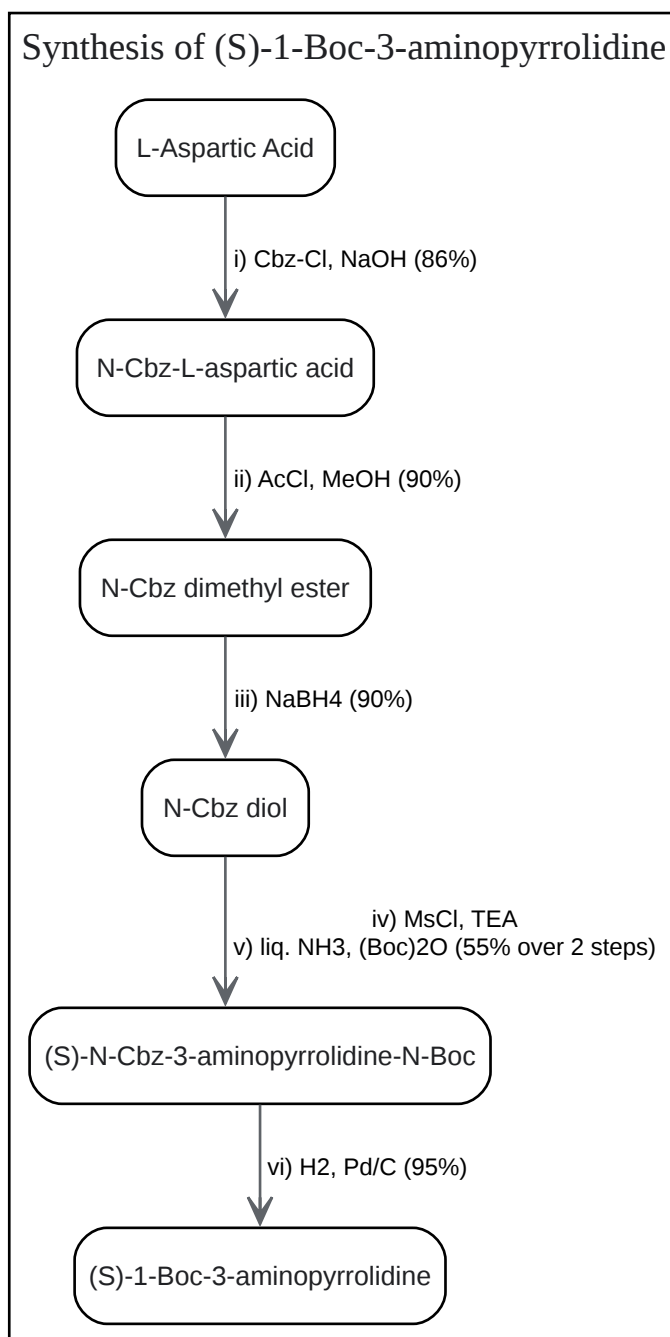 Synthesis of (S)-1-Boc-3-aminopyrrolidine
L-Aspartic Acid
i) Cbz-Cl, NaOH (86%)
N-Cbz-L-aspartic acid
ii) AcCl, MeOH (90%)
N-Cbz dimethyl ester
iii) NaBH4 (90%)
N-Cbz diol
iv) MsCl, TEA
v) liq. NH3, (Boc)2O (55% over 2 steps)
(S)-N-Cbz-3-aminopyrrolidine-N-Boc
vi) H2, Pd/C (95%)
(S)-1-Boc-3-aminopyrrolidine